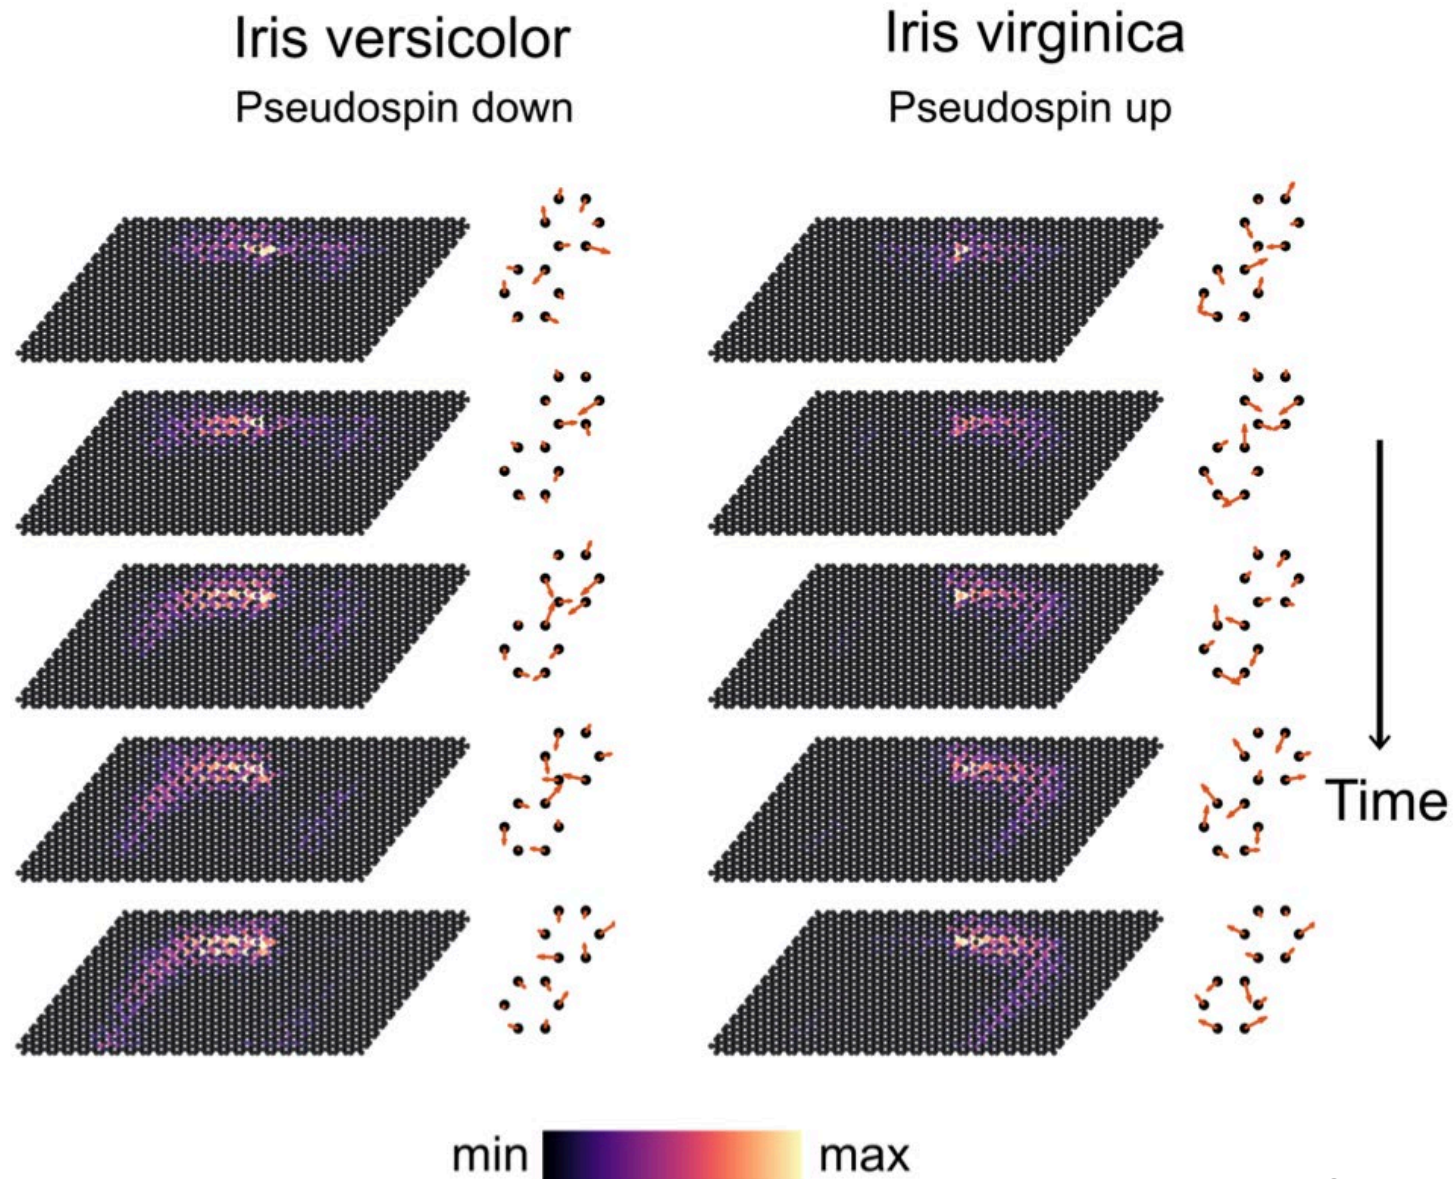 Iris versicolor
Pseudospin down
Iris virginica
Pseudospin up
Time
min
max